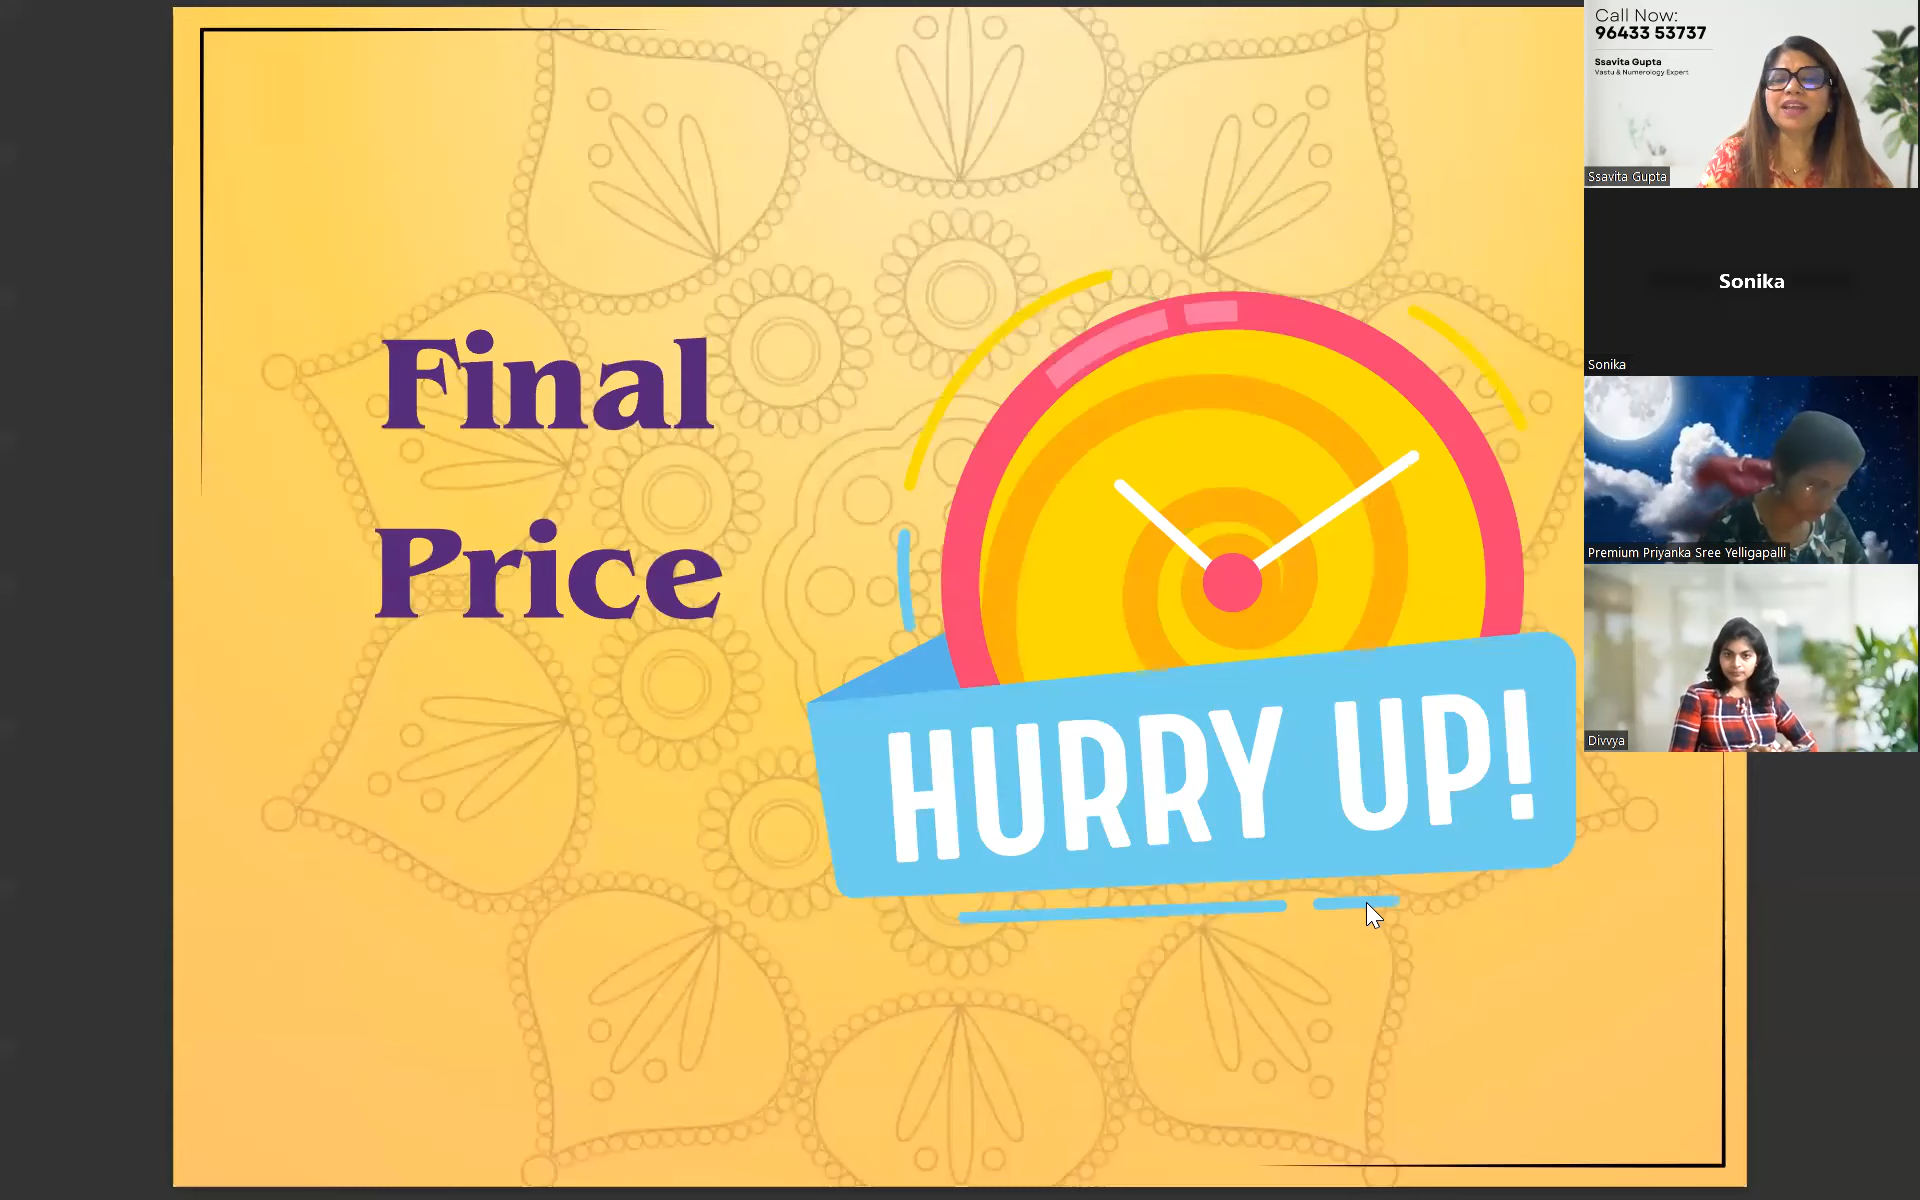 Final
Price
HURRY UP!
Call Now:
96433 53737
Ssavita Gupta
Vastu & Numerology Expert
Ssavita Gupta
Sonika
Sonika
Premium Priyanka Sree Yelligapalli
Divvya